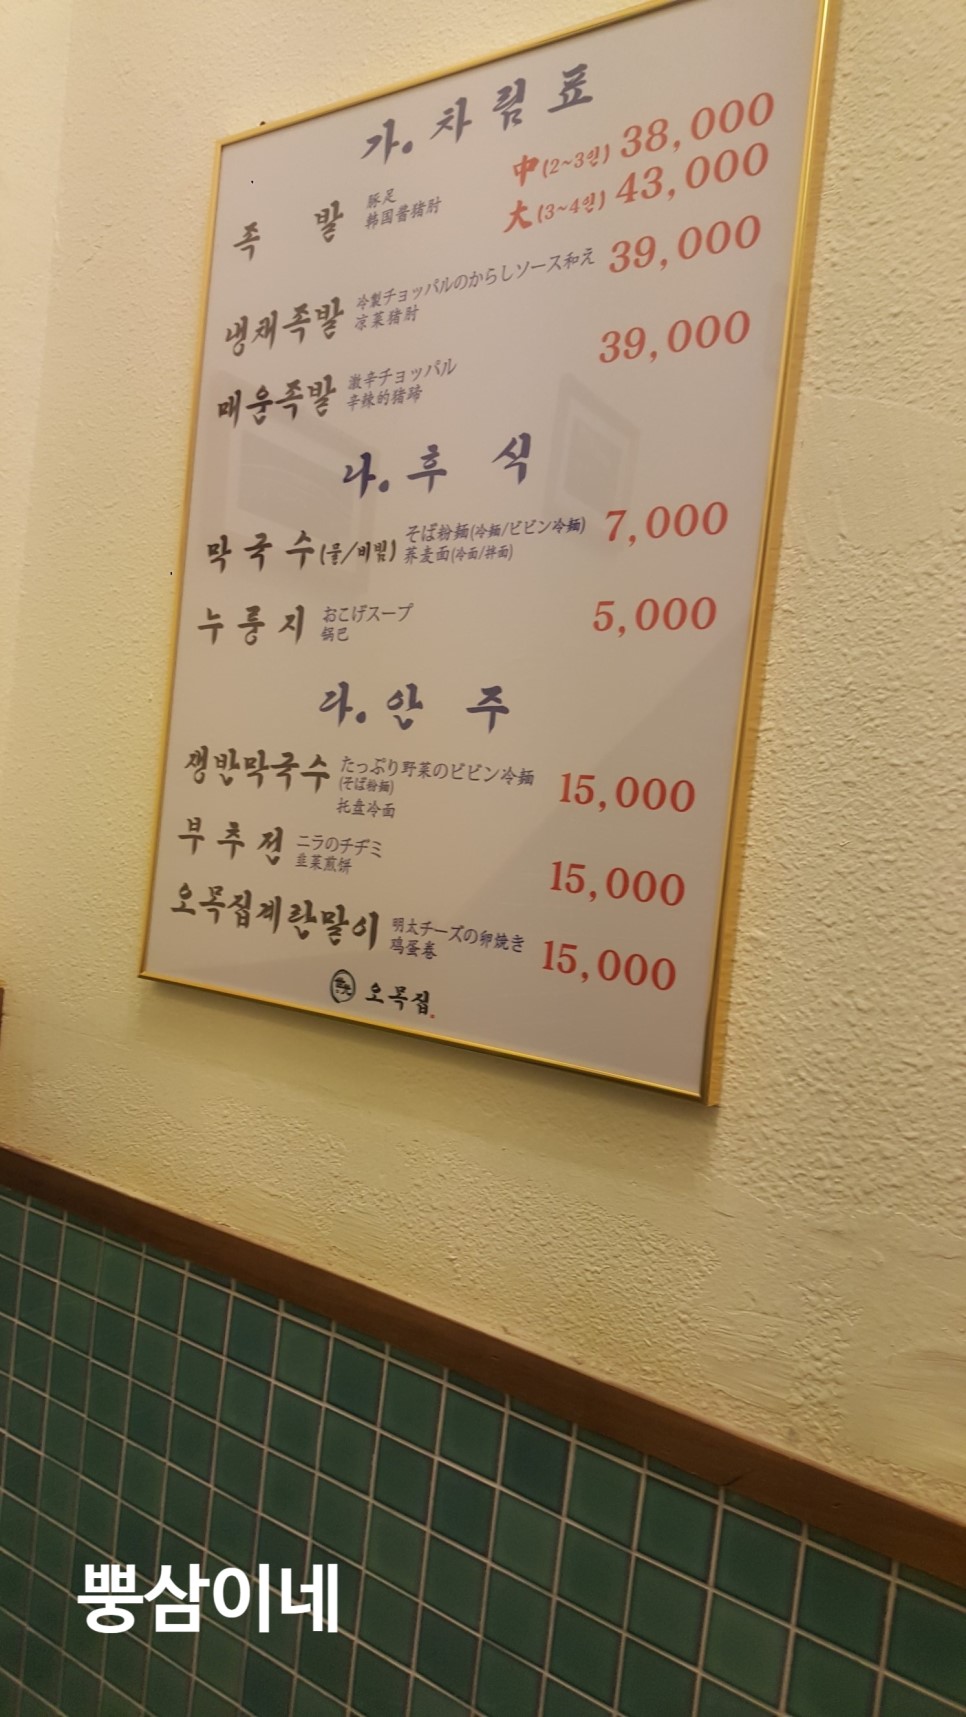 가. 차림표
족 발 豚足 中(2~3인) 38,000
韩国酱猪肘 大(3~4인) 43,000
냉채족발 冷製チョッパルのからしソース和え 39,000
凉菜猪肘
매운족발 激辛チョッパル 39,000
辛辣的猪蹄
나. 후 식
막 국 수(물/비빔) そば粉麺(冷麺/ビビン冷麺) 7,000
荞麦面(冷面/拌面)
누 룽 지 おこげスープ 5,000
锅巴
다. 안 주
쟁반막국수 たっぷり野菜のビビン冷麺 15,000
(そば粉麺)
托盘冷面
부 추 전 ニラのチヂミ 15,000
韭菜煎饼
오목집계란말이 明太チーズの卵焼き 15,000
鸡蛋卷
오목집.
뿅삼이네